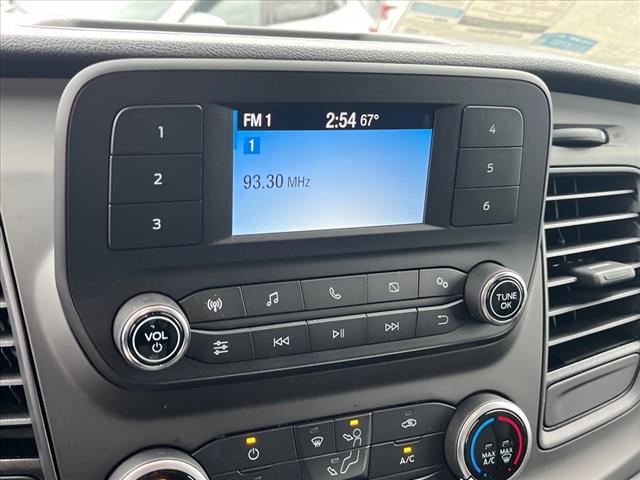 FM 1 2:54 67°
1
93.30 MHz
1
2
3
4
5
6
VOL
TUNE
OK
A/C
MAX
A/C
MAX